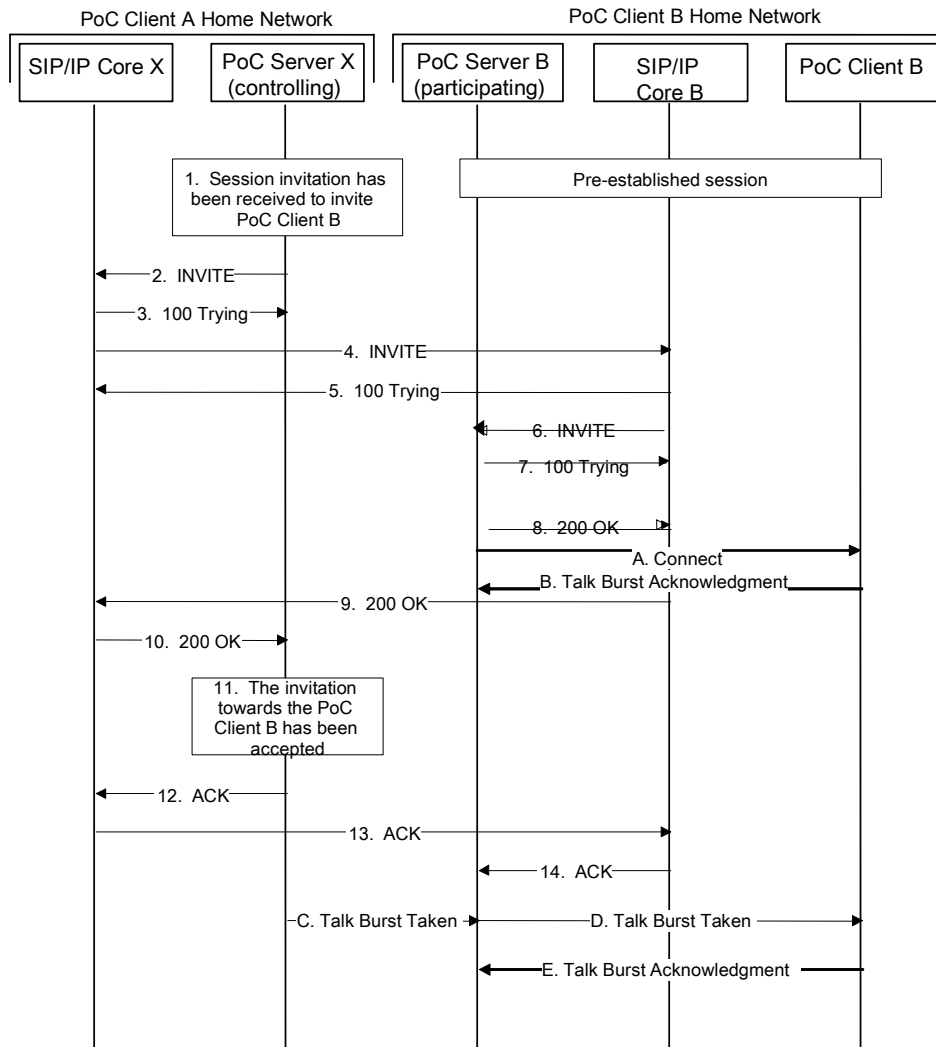 PoC Client A Home Network
PoC Client B Home Network
SIP/IP Core X
PoC Server X
(controlling)
PoC Server B
(participating)
SIP/IP
Core B
PoC Client B
1. Session invitation has
been received to invite
PoC Client B
Pre-established session
2. INVITE
3. 100 Trying
4. INVITE
5. 100 Trying
6. INVITE
7. 100 Trying
8. 200 OK
A. Connect
B. Talk Burst Acknowledgment
9. 200 OK
10. 200 OK
11. The invitation
towards the PoC
Client B has been
accepted
12. ACK
13. ACK
14. ACK
C. Talk Burst Taken
D. Talk Burst Taken
E. Talk Burst Acknowledgment